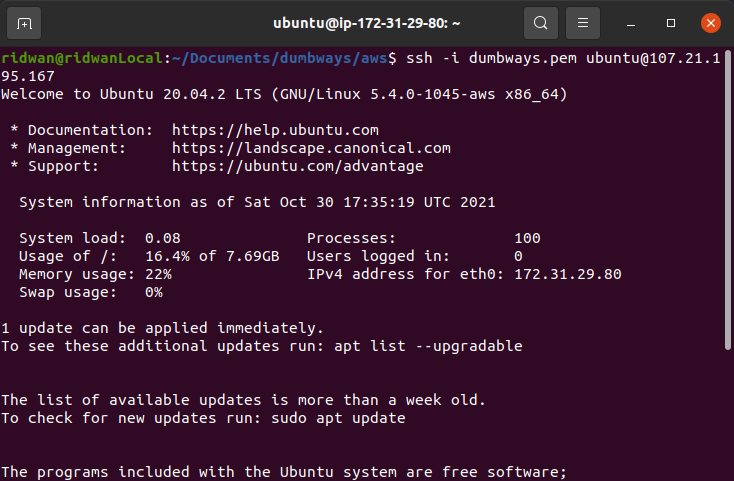 ubuntu@ip-172-31-29-80: ~
ridwan@ridwanLocal:~/Documents/dumbways/aws$ ssh -i dumbways.pem ubuntu@107.21.1
95.167
Welcome to Ubuntu 20.04.2 LTS (GNU/Linux 5.4.0-1045-aws x86_64)
* Documentation:  https://help.ubuntu.com
* Management:     https://landscape.canonical.com
* Support:        https://ubuntu.com/advantage
System information as of Sat Oct 30 17:35:19 UTC 2021
System load:  0.08              Processes:             100
Usage of /:   16.4% of 7.69GB   Users logged in:       0
Memory usage: 22%               IPv4 address for eth0: 172.31.29.80
Swap usage:   0%
1 update can be applied immediately.
To see these additional updates run: apt list --upgradable
The list of available updates is more than a week old.
To check for new updates run: sudo apt update
The programs included with the Ubuntu system are free software;